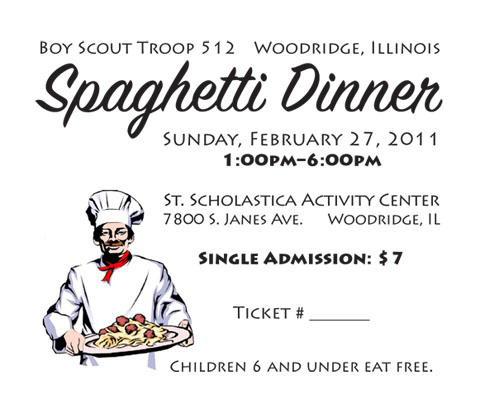 Boy Scout Troop 512 Woodridge, Illinois
Spaghetti Dinner
Sunday, February 27, 2011
1:00pm–6:00pm
St. Scholastica Activity Center
7800 S. Janes Ave. Woodridge, IL
Single Admission: $7
Ticket # ______
Children 6 and under eat free.